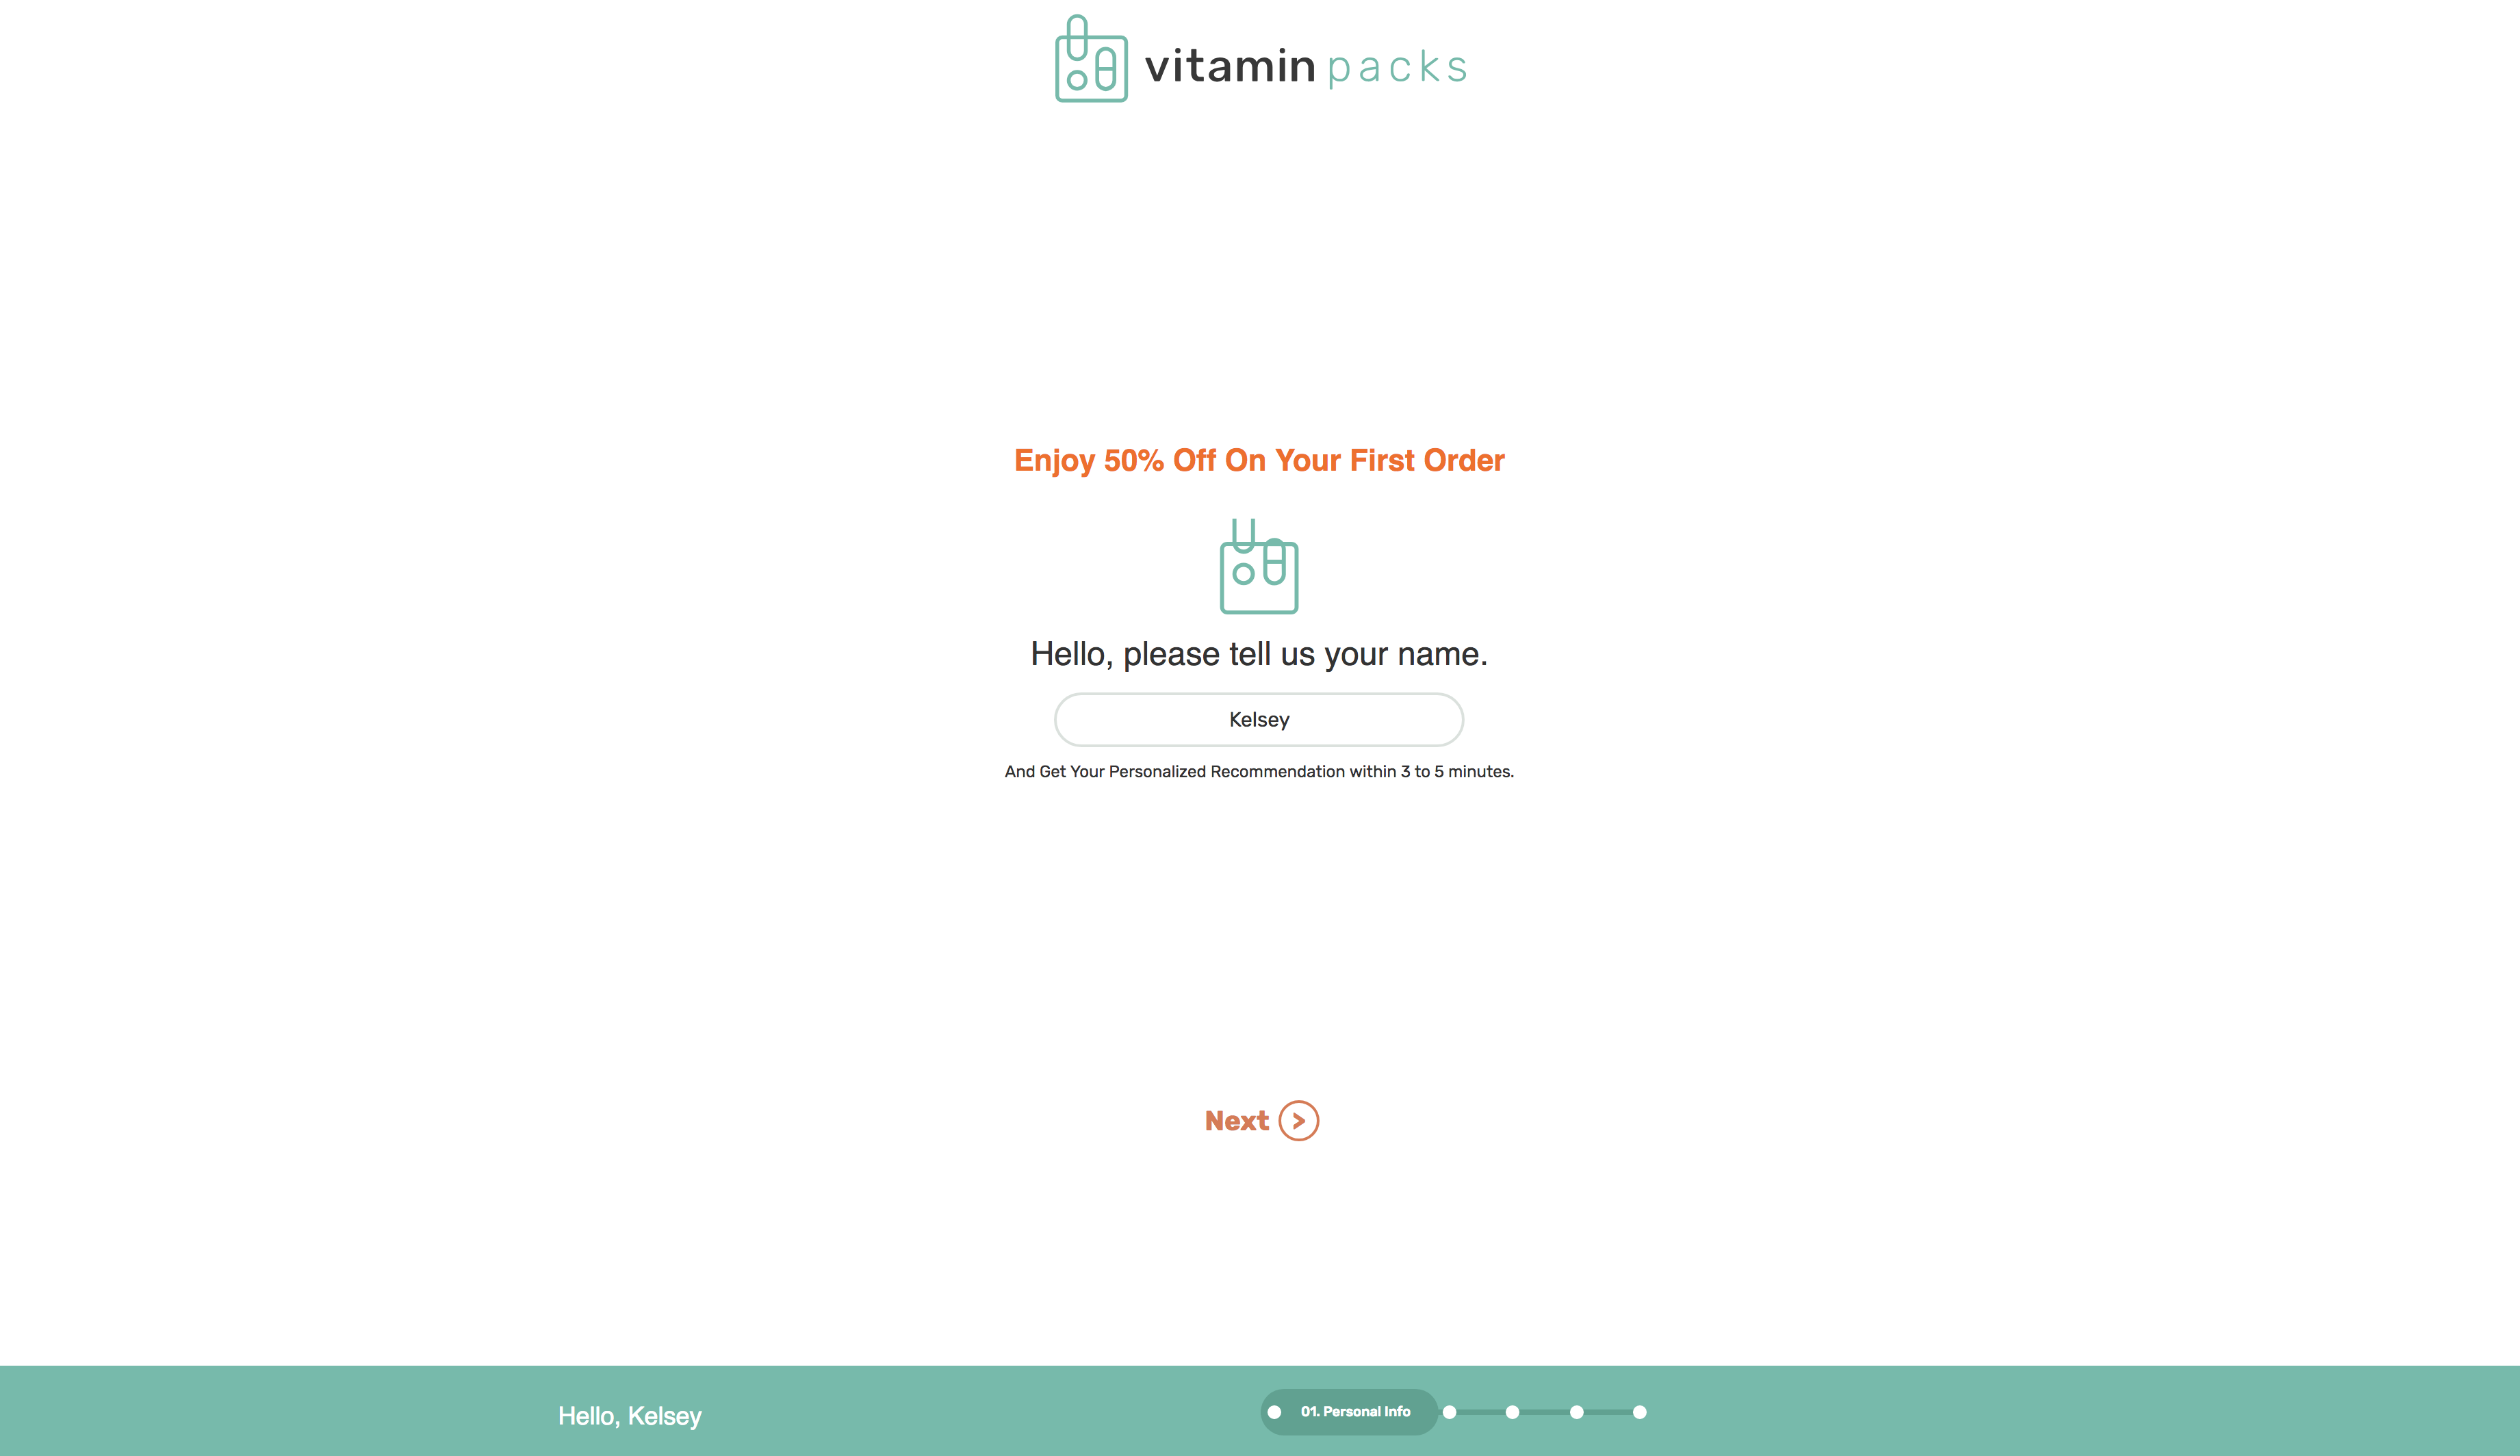 vitamin packs
Enjoy 50% Off On Your First Order
Hello, please tell us your name.
Kelsey
And Get Your Personalized Recommendation within 3 to 5 minutes.
Next >
Hello, Kelsey
01. Personal Info